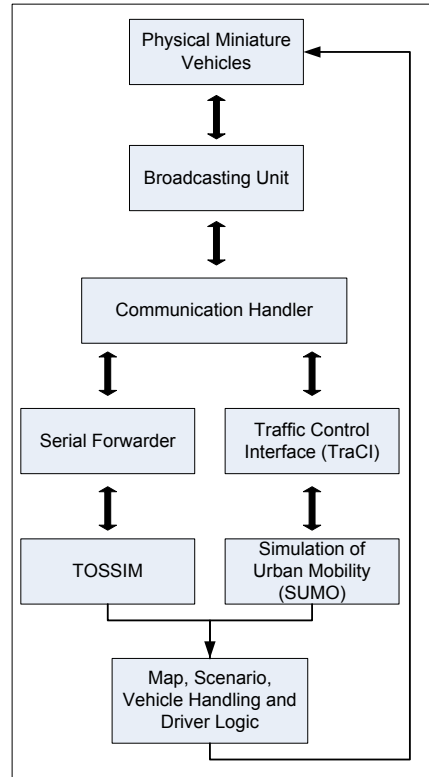 Physical Miniature
Vehicles
Broadcasting Unit
Communication Handler
Serial Forwarder
Traffic Control
Interface (TraCI)
TOSSIM
Simulation of
Urban Mobility
(SUMO)
Map, Scenario,
Vehicle Handling and
Driver Logic